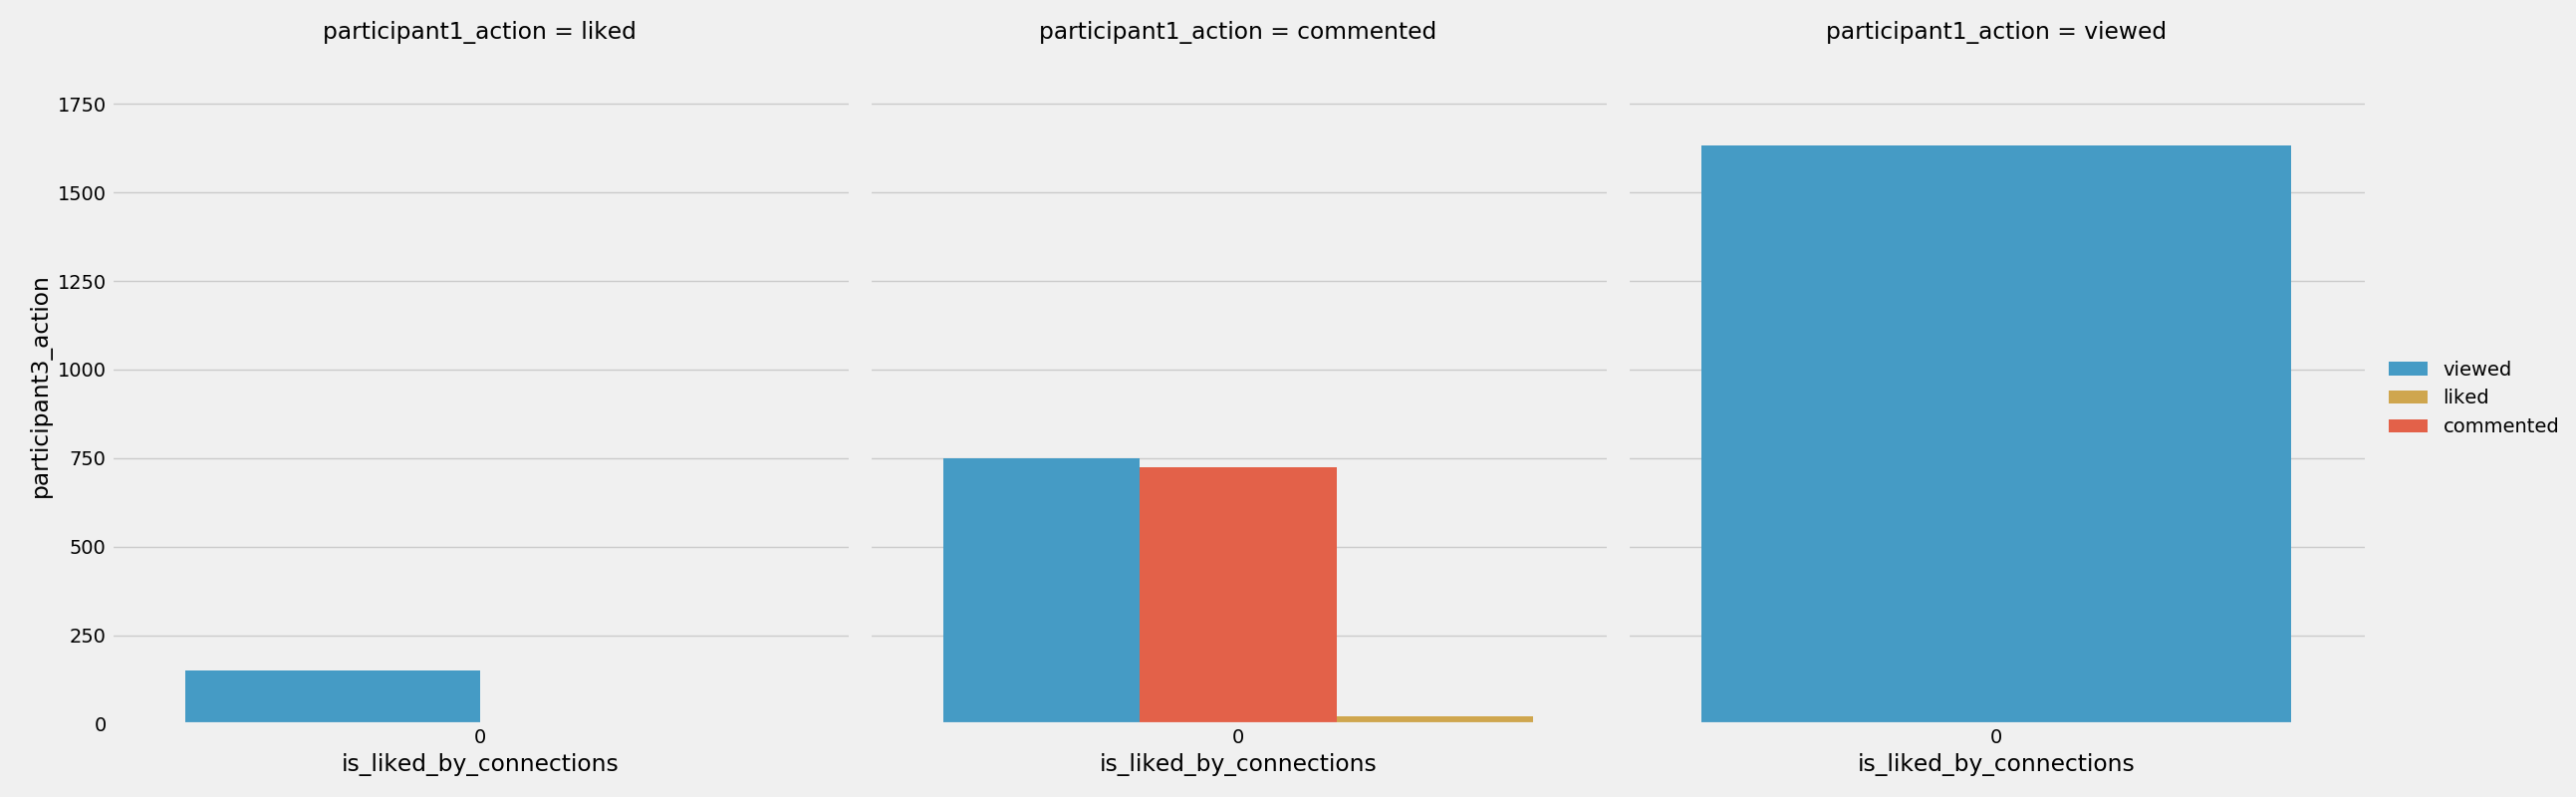 participant1_action = liked
participant1_action = commented
participant1_action = viewed
participant3_action
1750
1500
1250
1000
750
500
250
0
0
0
0
is_liked_by_connections
is_liked_by_connections
is_liked_by_connections
viewed
liked
commented